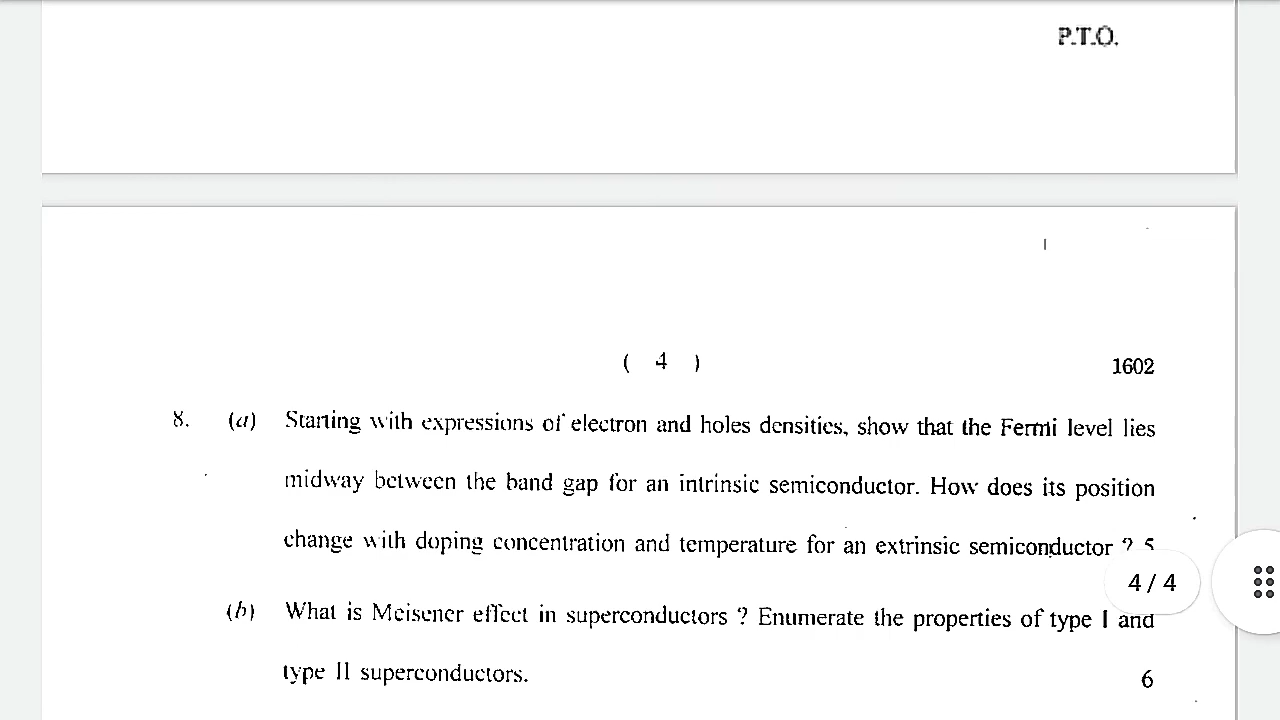 P.T.O.
( 4 ) 1602
8. (a) Starting with expressions of electron and holes densities, show that the Fermi level lies
midway between the band gap for an intrinsic semiconductor. How does its position
change with doping concentration and temperature for an extrinsic semiconductor ? 5
4 / 4
(b) What is Meisener effect in superconductors ? Enumerate the properties of type I and
type II superconductors. 6